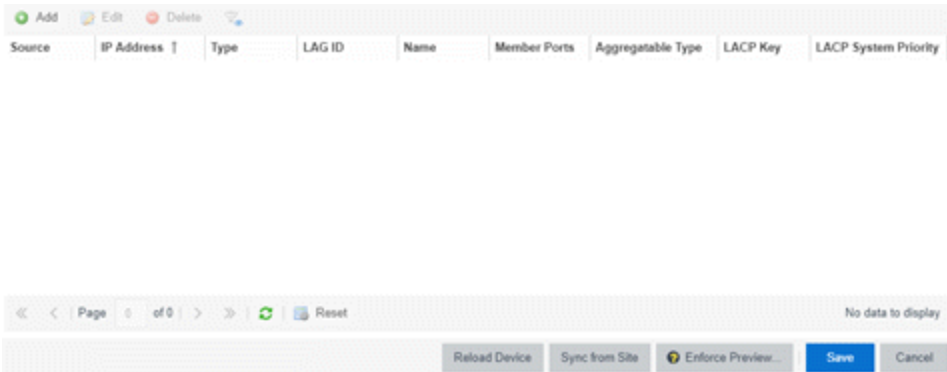 Add Edit Delete
Source IP Address ↑ Type LAG ID Name Member Ports Aggregatable Type LACP Key LACP System Priority
Page 0 of 0 Reset No data to display
Reload Device Sync from Site Enforce Preview... Save Cancel